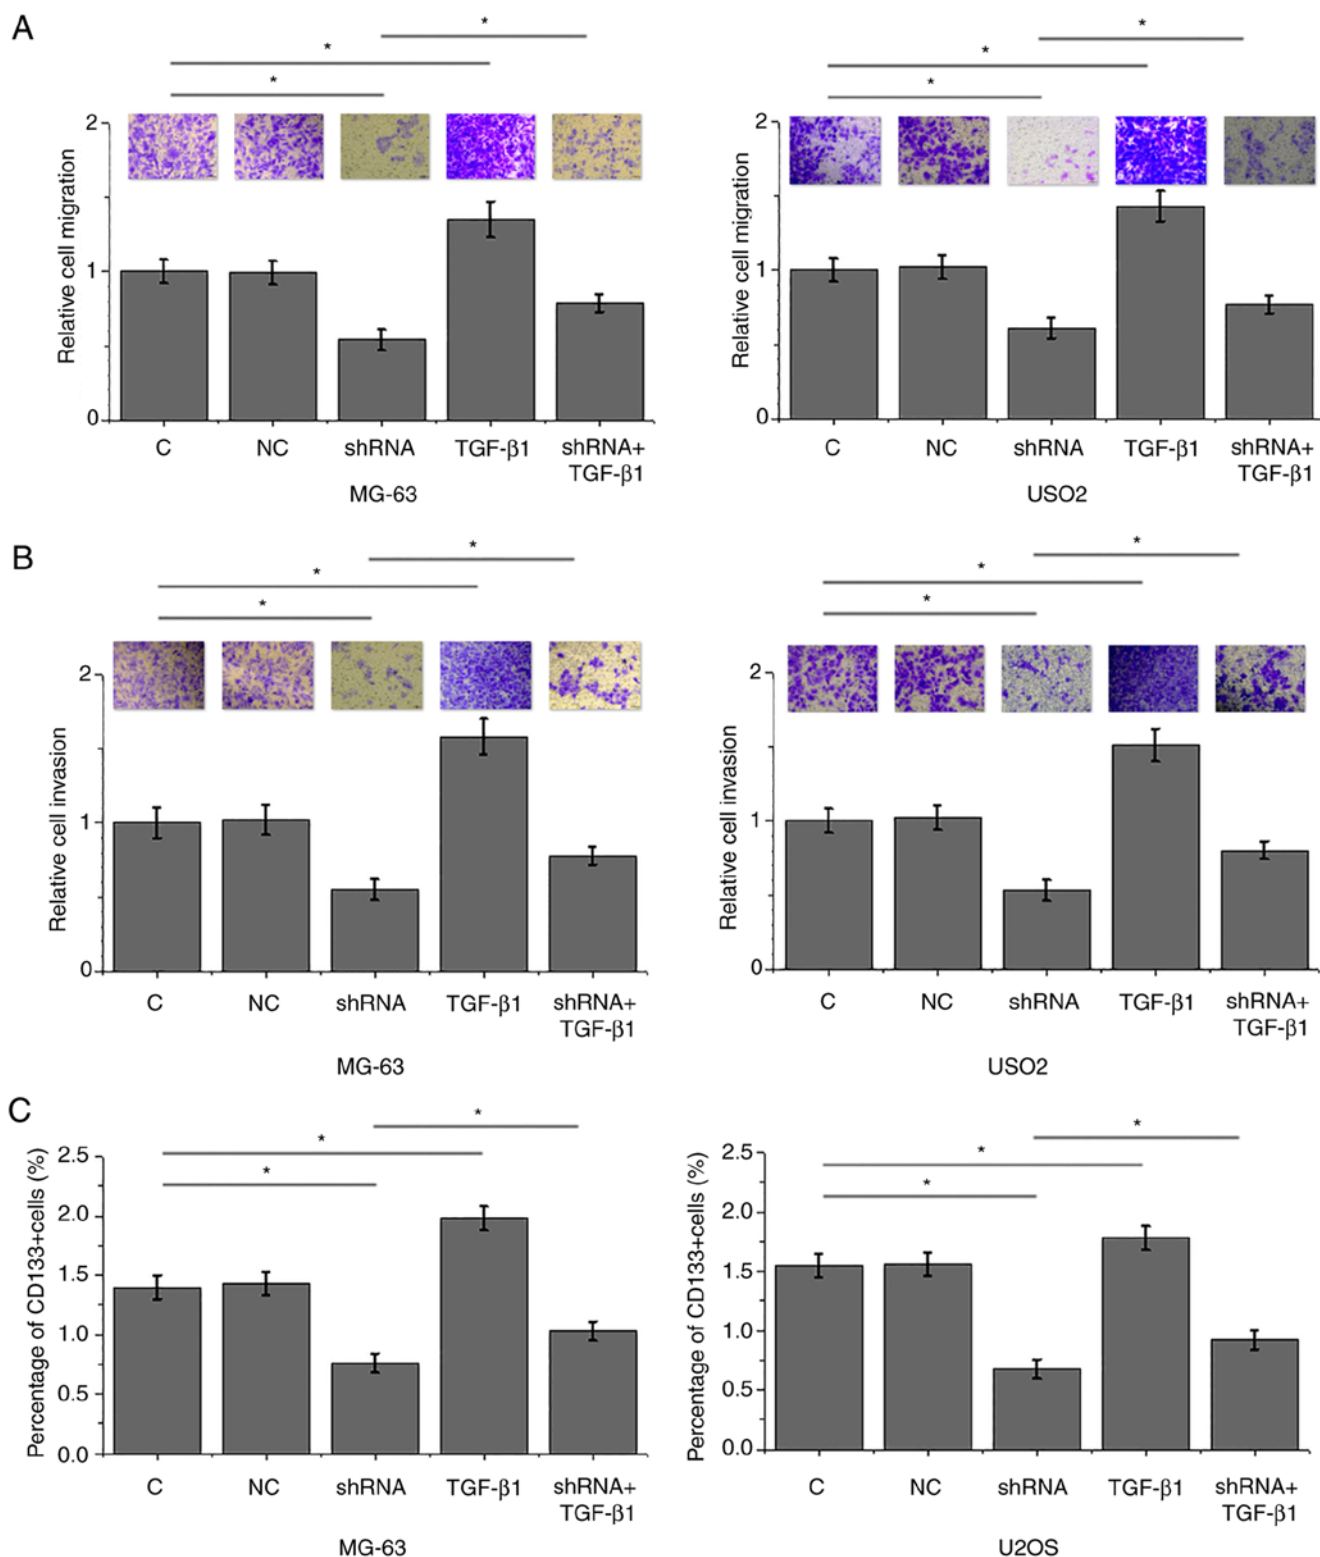 A
*
*
*
2
1
0
Relative cell migration
C
NC
shRNA
TGF-β1
shRNA+
TGF-β1
MG-63
*
*
*
2
1
0
Relative cell migration
C
NC
shRNA
TGF-β1
shRNA+
TGF-β1
USO2
B
*
*
*
2
1
0
Relative cell invasion
C
NC
shRNA
TGF-β1
shRNA+
TGF-β1
MG-63
*
*
*
2
1
0
Relative cell invasion
C
NC
shRNA
TGF-β1
shRNA+
TGF-β1
USO2
C
*
*
*
2.5
2.0
1.5
1.0
0.5
0.0
Percentage of CD133+cells (%)
C
NC
shRNA
TGF-β1
shRNA+
TGF-β1
MG-63
*
*
*
2.5
2.0
1.5
1.0
0.5
0.0
Percentage of CD133+cells (%)
C
NC
shRNA
TGF-β1
shRNA+
TGF-β1
U2OS